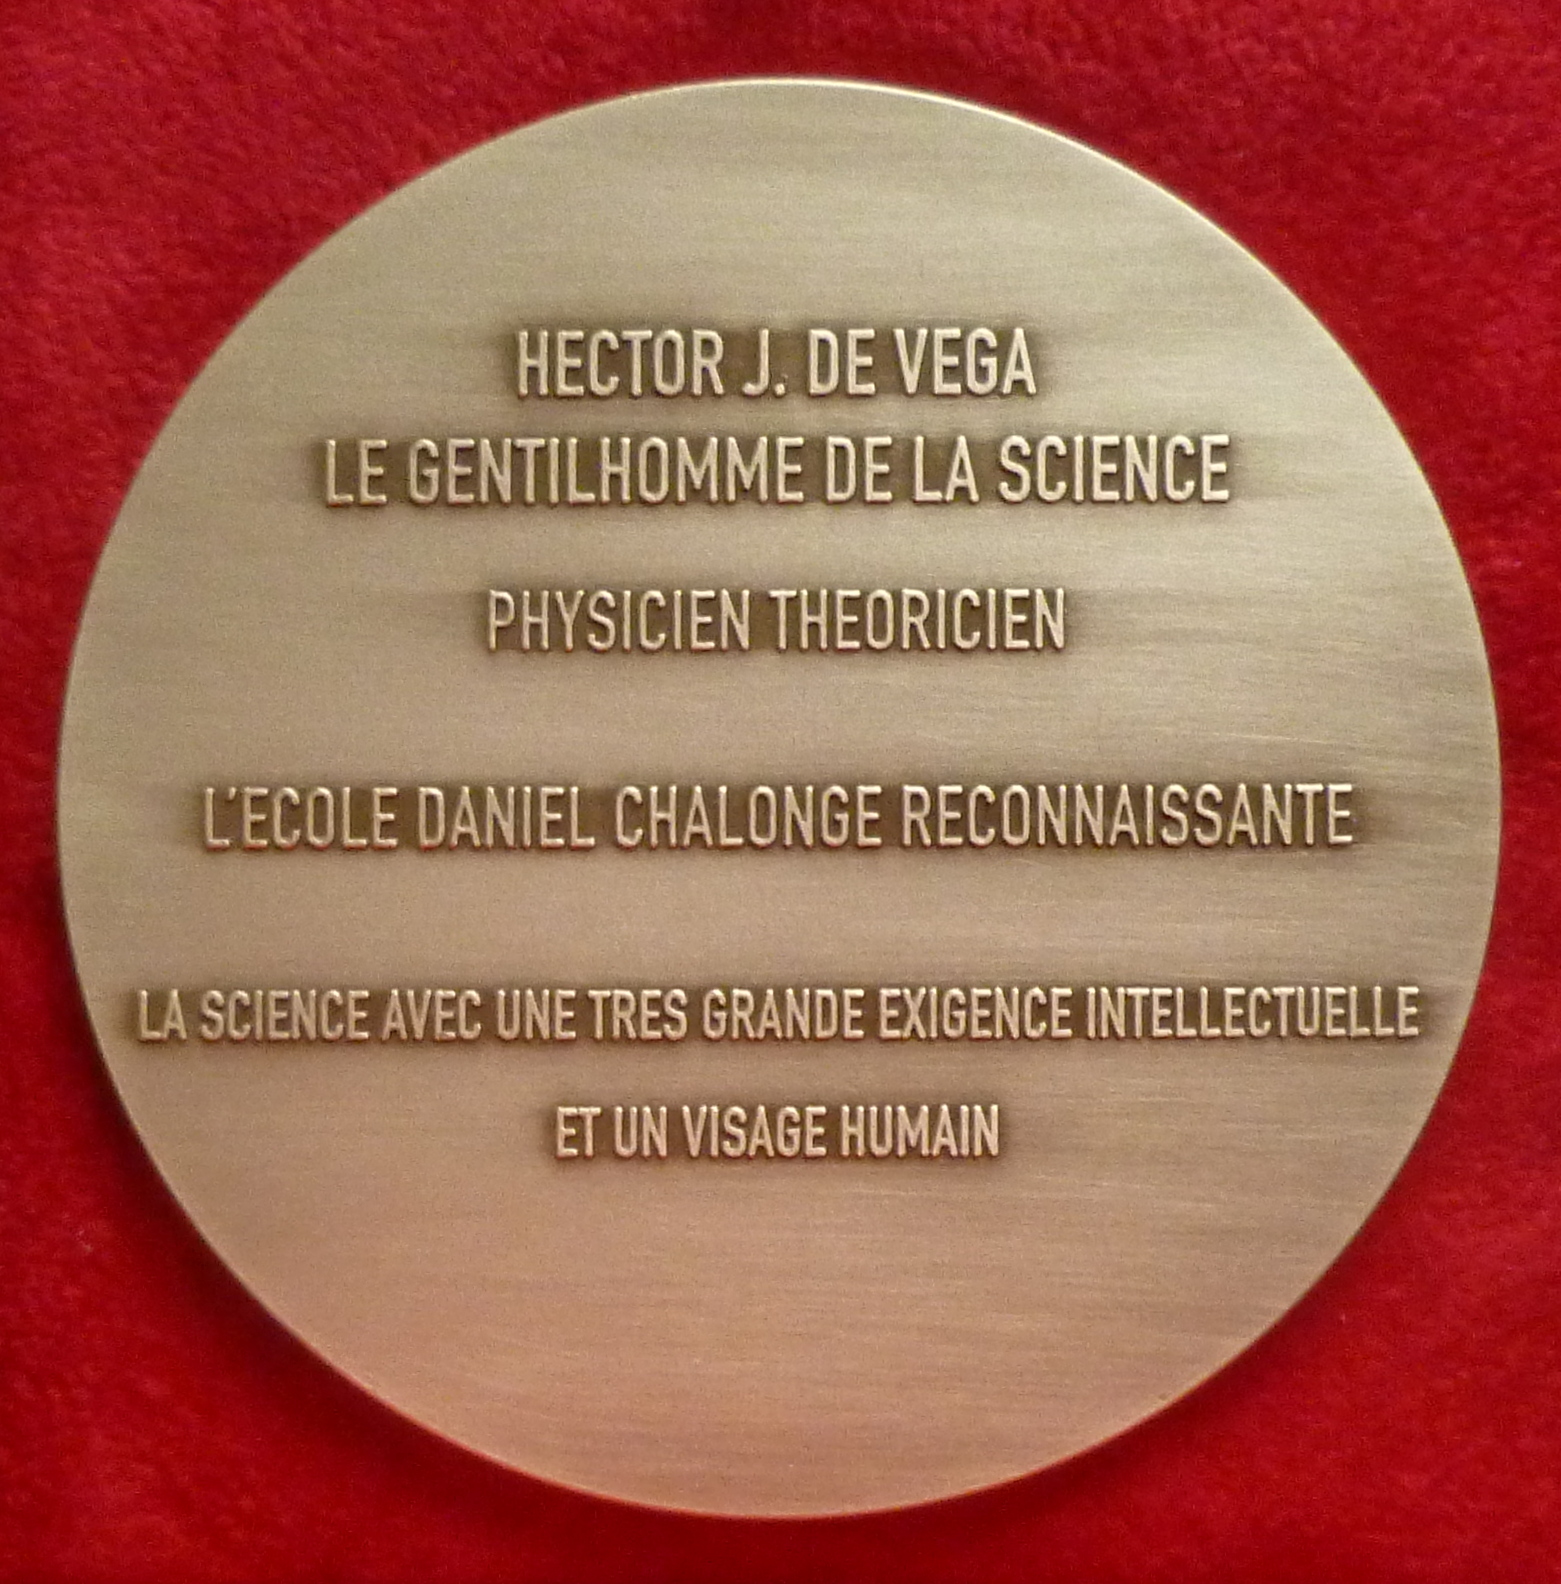 HECTOR J. DE VEGA
LE GENTILHOMME DE LA SCIENCE
PHYSICIEN THEORICIEN
L'ECOLE DANIEL CHALONGE RECONNAISSANTE
LA SCIENCE AVEC UNE TRES GRANDE EXIGENCE INTELLECTUELLE
ET UN VISAGE HUMAIN